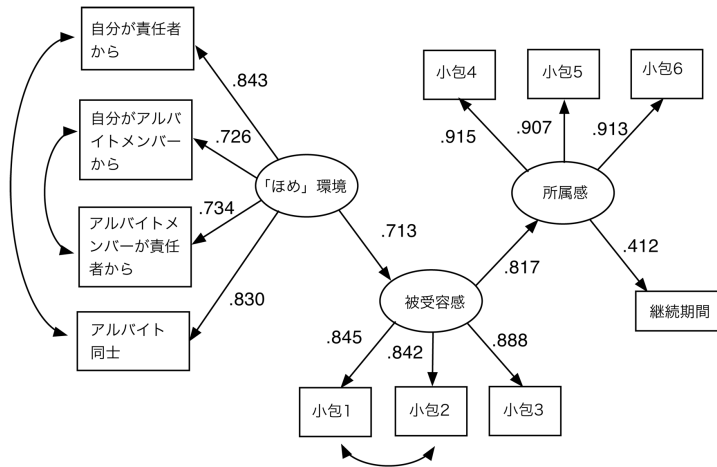 自分が責任者
から
自分がアルバ
イトメンバー
から
アルバイトメ
ンバーが責任
者から
アルバイト
同士
.843
.726
.734
.830
「ほめ」環境
.713
被受容感
.845
.842
.888
小包1
小包2
小包3
.817
所属感
.915
.907
.913
小包4
小包5
小包6
.412
継続期間